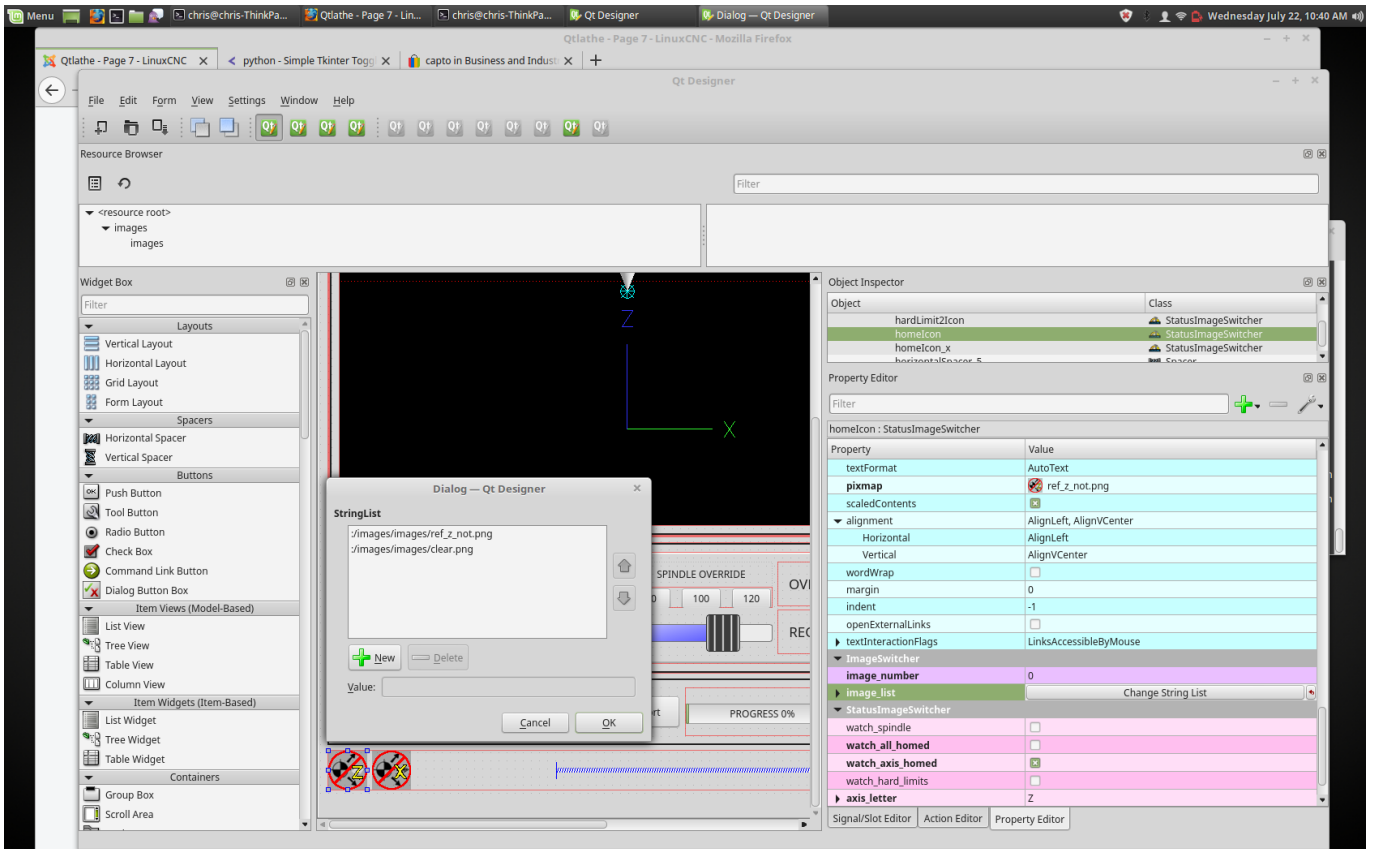 Menu chris@chris-ThinkPa... Qtlathe - Page 7 - Lin... chris@chris-ThinkPa... Qt Designer Dialog — Qt Designer Wednesday July 22, 10:40 AM
Qtlathe - Page 7 - LinuxCNC - Mozilla Firefox
Qtlathe - Page 7 - LinuxCNC python - Simple Tkinter Togg capto in Business and Indust
Qt Designer
File Edit Form View Settings Window Help
Resource Browser
Filter
<resource root>
images
images
Widget Box
Filter
Layouts
Vertical Layout
Horizontal Layout
Grid Layout
Form Layout
Spacers
Horizontal Spacer
Vertical Spacer
Buttons
Push Button
Tool Button
Radio Button
Check Box
Command Link Button
Dialog Button Box
Item Views (Model-Based)
List View
Tree View
Table View
Column View
Item Widgets (Item-Based)
List Widget
Tree Widget
Table Widget
Containers
Group Box
Scroll Area
Z
X
Dialog — Qt Designer
StringList
:/images/images/ref_z_not.png
:/images/images/clear.png
New Delete
Value:
Cancel OK
SPINDLE OVERRIDE
100 120
PROGRESS 0%
Z X
Object Inspector
Object Class
hardLimit2Icon StatusImageSwitcher
homeIcon StatusImageSwitcher
homeIcon_x StatusImageSwitcher
horizontalSpacer_5 Spacer
Property Editor
Filter
homeIcon : StatusImageSwitcher
Property Value
textFormat AutoText
pixmap ref_z_not.png
scaledContents
alignment AlignLeft, AlignVCenter
Horizontal AlignLeft
Vertical AlignVCenter
wordWrap
margin 0
indent -1
openExternalLinks
textInteractionFlags LinksAccessibleByMouse
ImageSwitcher
image_number 0
image_list Change String List
StatusImageSwitcher
watch_spindle
watch_all_homed
watch_axis_homed
watch_hard_limits
axis_letter Z
Signal/Slot Editor Action Editor Property Editor